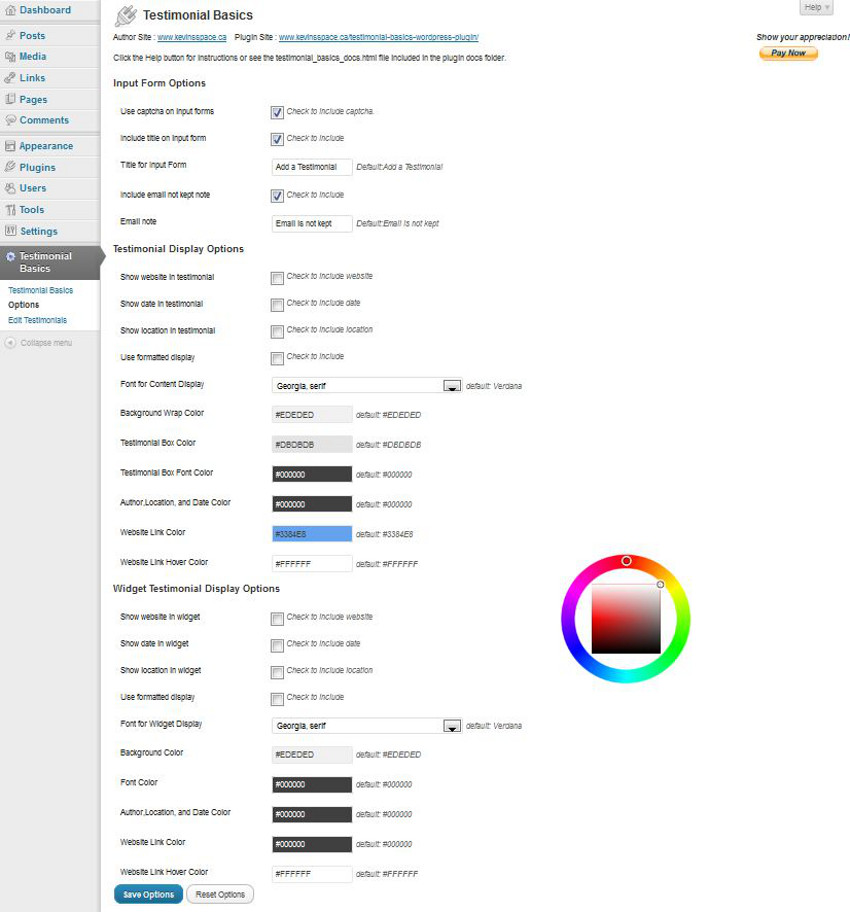 Dashboard
Posts
Media
Links
Pages
Comments
Appearance
Plugins
Users
Tools
Settings
Testimonial
Basics
Testimonial Basics
Options
Edit Testimonials
Collapse menu
Help
Testimonial Basics
Author Site : www.kevinsspace.ca Plugin Site : www.kevinsspace.ca/testimonial-basics-wordpress-plugin/
Show your appreciation!
Pay Now
Click the Help button for instructions or see the testimonial_basics_docs.html file included in the plugin docs folder.
Input Form Options
Use captcha on input forms Check to include captcha.
Include title on input form Check to include
Title for Input Form Add a Testimonial Default:Add a Testimonial
Include email not kept note Check to include
Email note Email is not kept Default:Email is not kept
Testimonial Display Options
Show website in testimonial Check to include website
Show date in testimonial Check to include date
Show location in testimonial Check to include location
Use formatted display Check to include
Font for Content Display Georgia, serif default: Verdana
Background Wrap Color #EDEDED default: #EDEDED
Testimonial Box Color #DBDBDB default: #DBDBDB
Testimonial Box Font Color #000000 default: #000000
Author,Location, and Date Color #000000 default: #000000
Website Link Color #3384E8 default: #3384E8
Website Link Hover Color #FFFFFF default: #FFFFFF
Widget Testimonial Display Options
Show website in widget Check to include website
Show date in widget Check to include date
Show location in widget Check to include location
Use formatted display Check to include
Font for Widget Display Georgia, serif default: Verdana
Background Color #EDEDED default: #EDEDED
Font Color #000000 default: #000000
Author,Location, and Date Color #000000 default: #000000
Website Link Color #000000 default: #000000
Website Link Hover Color #FFFFFF default: #FFFFFF
Save Options Reset Options